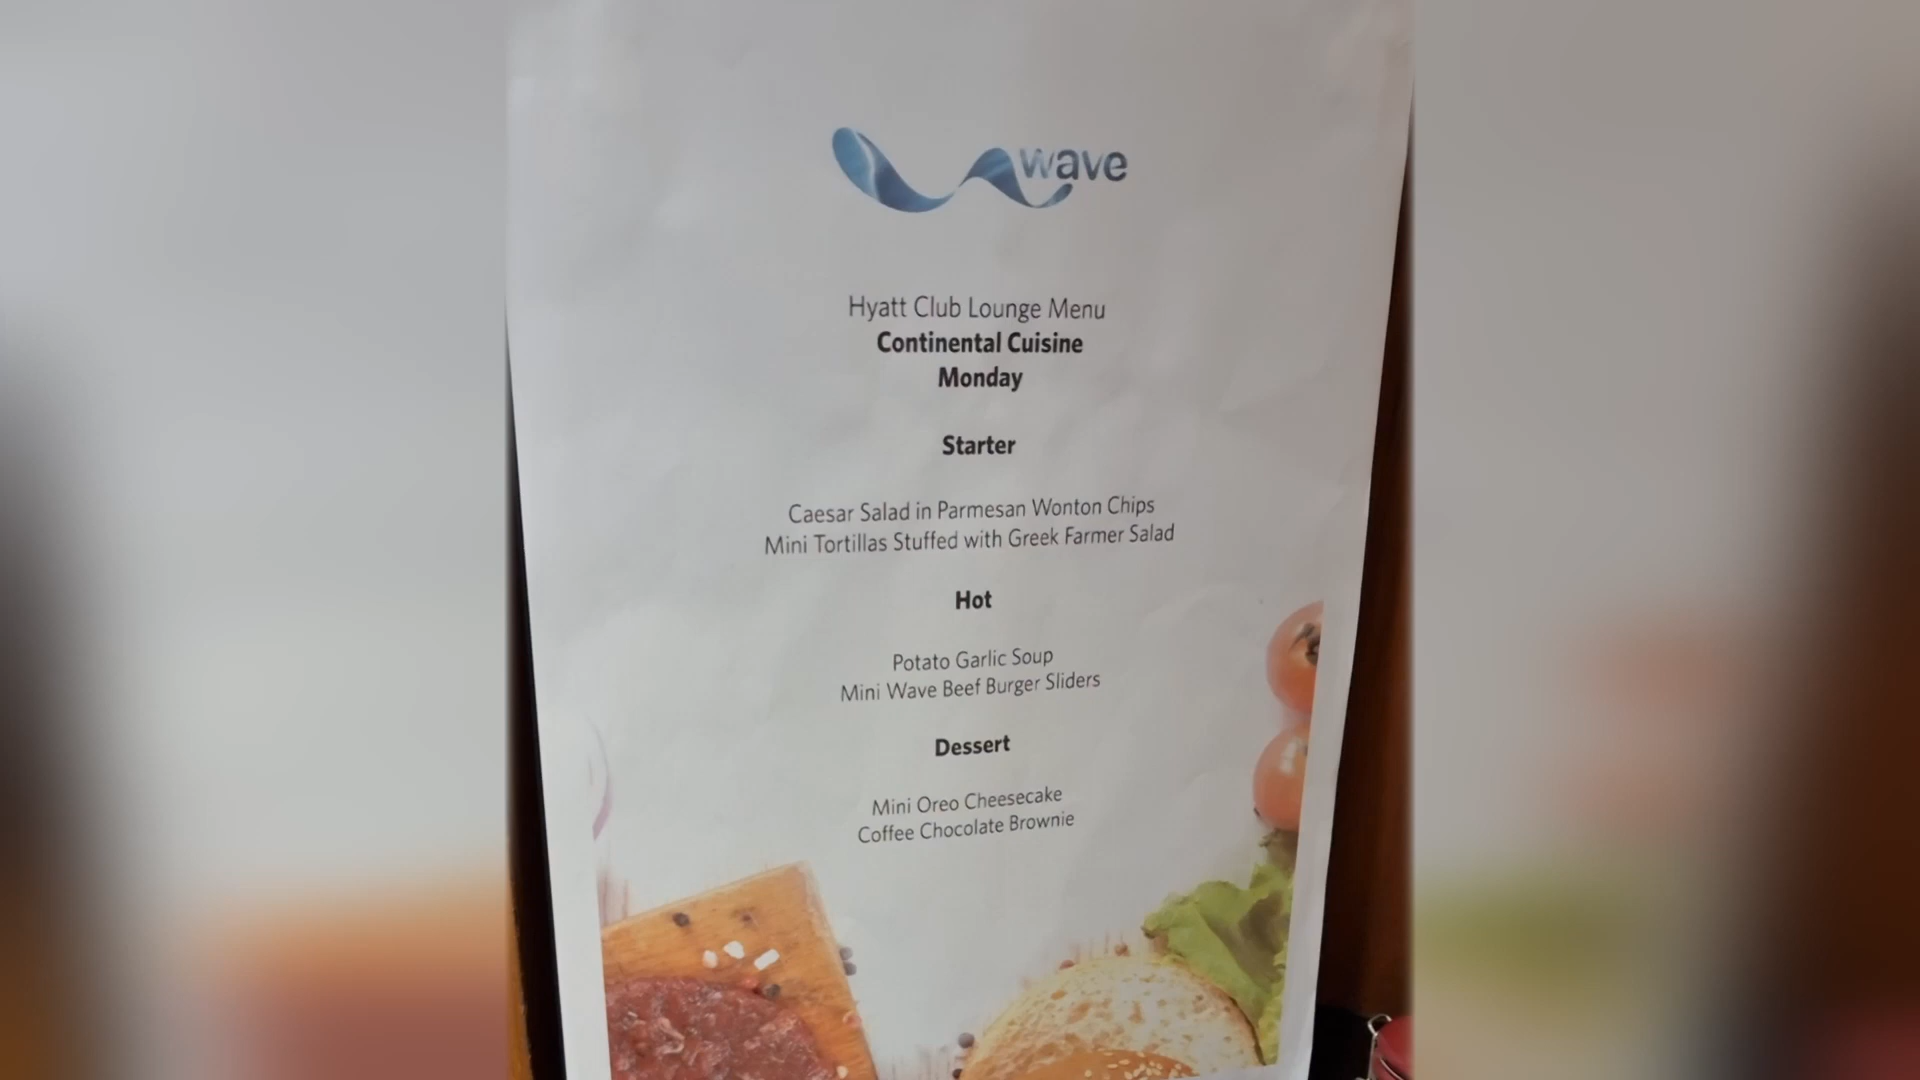 wave
Hyatt Club Lounge Menu
Continental Cuisine
Monday
Starter
Caesar Salad in Parmesan Wonton Chips
Mini Tortillas Stuffed with Greek Farmer Salad
Hot
Potato Garlic Soup
Mini Wave Beef Burger Sliders
Dessert
Mini Oreo Cheesecake
Coffee Chocolate Brownie